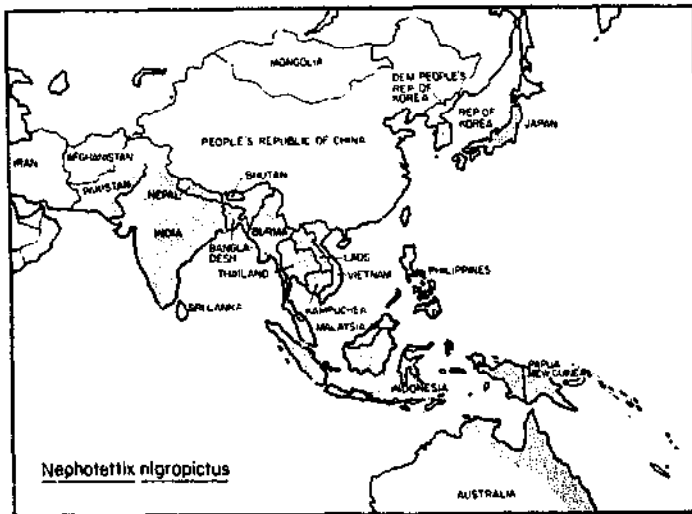 MONGOLIA
DEM PEOPLE'S
REP OF
KOREA
REP OF
KOREA
JAPAN
PEOPLE'S REPUBLIC OF CHINA
IRAN
AFGHANISTAN
PAKISTAN
NEPAL
BHUTAN
INDIA
BANGLA-
DESH
BURMA
THAILAND
LAOS
VIETNAM
KAMPUCHEA
MALAYSIA
PHILIPPINES
SRI LANKA
INDONESIA
PAPUA
NEW GUINEA
AUSTRALIA
Nephotettix nigropictus